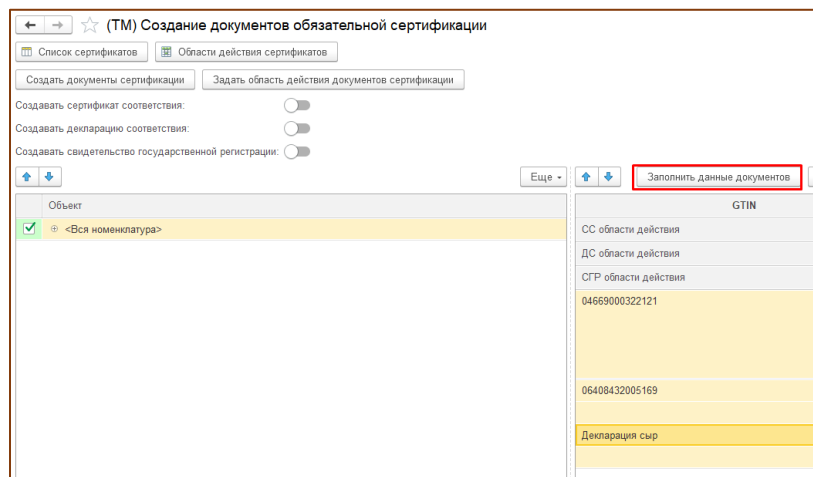 (ТМ) Создание документов обязательной сертификации
Список сертификатов Области действия сертификатов
Создать документы сертификации Задать область действия документов сертификации
Создавать сертификат соответствия:
Создавать декларацию соответствия:
Создавать свидетельство государственной регистрации:
Еще Заполнить данные документов
Объект
<Вся номенклатура>
GTIN
СС области действия
ДС области действия
СГР области действия
04669000322121
06408432005169
Декларация сыр